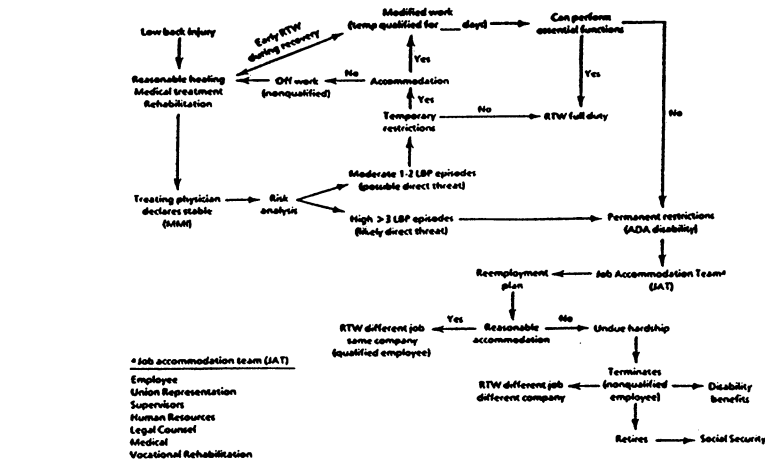 Low back Injury
Early RTW
during recovery
Modified work
(temp qualified for ___ days)
Can perform
essential functions
Reasonable healing
Medical treatment
Rehabilitation
Off work
(nonqualified)
No
Accommodation
Yes
Yes
No
Yes
Temporary
restrictions
No
RTW full duty
Moderate 1-2 LBP episodes
(possible direct threat)
Treating physician
declares stable
(MMI)
Risk
analysis
High >3 LBP episodes
(likely direct threat)
Permanent restrictions
(ADA disability)
Reemployment
plan
Job Accommodation Teamª
(JAT)
RTW different job
same company
(qualified employee)
Yes
Reasonable
accommodation
No
Undue hardship
ª Job accommodation team (JAT)
Employee
Union Representation
Supervisors
Human Resources
Legal Counsel
Medical
Vocational Rehabilitation
RTW different job
different company
Terminates
(nonqualified
employee)
Disability
benefits
Retires
Social Security